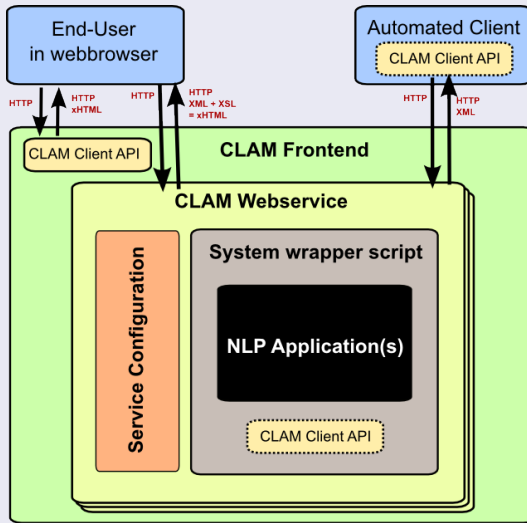 End-User
in webbrowser
Automated Client
CLAM Client API
HTTP
HTTP
xHTML
HTTP
HTTP
XML + XSL
= xHTML
HTTP
HTTP
XML
CLAM Client API
CLAM Frontend
CLAM Webservice
Service Configuration
System wrapper script
NLP Application(s)
CLAM Client API